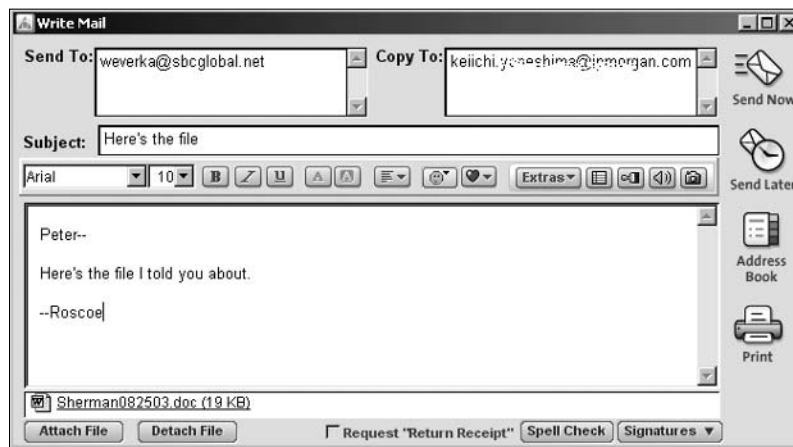 Write Mail
Send To: weverka@sbcglobal.net Copy To:
Send Now
Subject: Here's the file
Arial 10 B I U A A Extras
Send Later
Peter--
Here's the file I told you about.
--Roscoe
Address
Book
Print
Sherman082503.doc (19 KB)
Attach File Detach File Request "Return Receipt" Spell Check Signatures